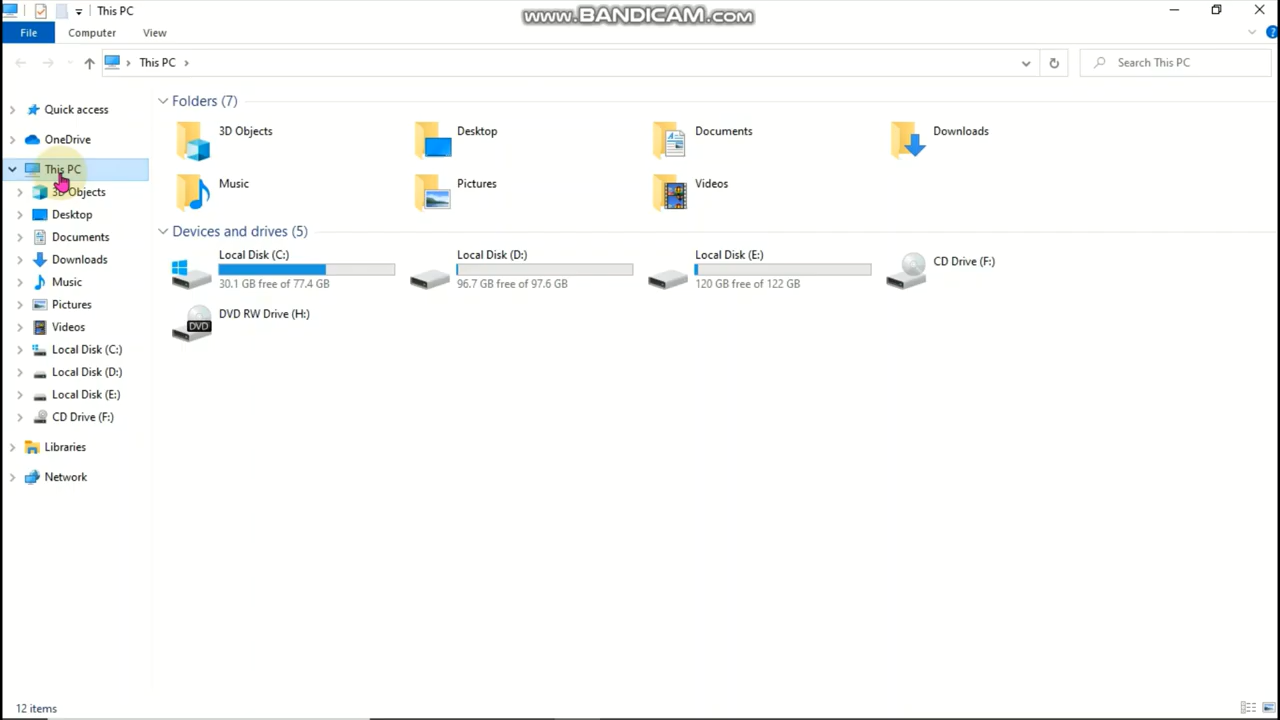 This PC
www.BANDICAM.com
File Computer View
This PC
Search This PC
Quick access
OneDrive
This PC
3D Objects
Desktop
Documents
Downloads
Music
Pictures
Videos
Local Disk (C:)
Local Disk (D:)
Local Disk (E:)
CD Drive (F:)
Libraries
Network
Folders (7)
3D Objects
Desktop
Documents
Downloads
Music
Pictures
Videos
Devices and drives (5)
Local Disk (C:)
30.1 GB free of 77.4 GB
Local Disk (D:)
96.7 GB free of 97.6 GB
Local Disk (E:)
120 GB free of 122 GB
CD Drive (F:)
DVD
DVD RW Drive (H:)
12 items